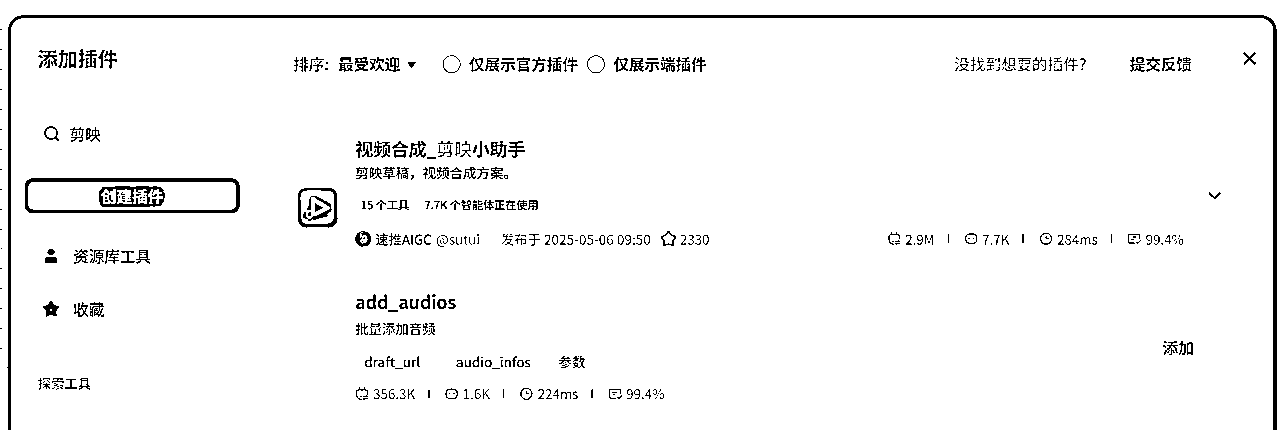 添加插件
排序: 最受欢迎 仅展示官方插件 仅展示端插件 没找到想要的插件? 提交反馈
剪映
创建插件
资源库工具
收藏
探索工具
视频合成_剪映小助手
剪映草稿，视频合成方案。
15个工具 7.7K个智能体正在使用
速推AIGC @sutui 发布于 2025-05-06 09:50 2330 2.9M 7.7K 284ms 99.4%
add_audios
批量添加音频
draft_url audio_infos 参数
添加
356.3K 1.6K 224ms 99.4%